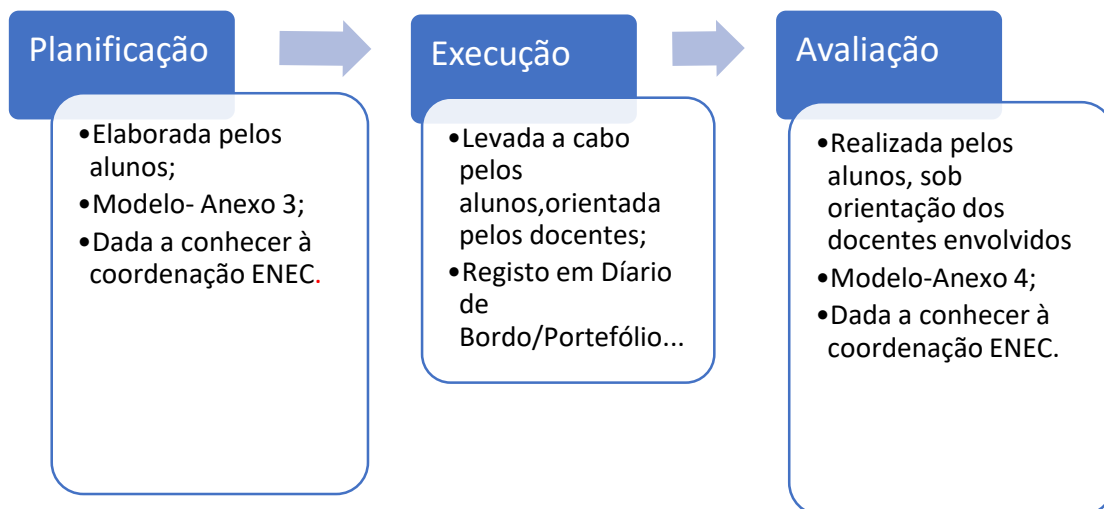 Planificação
•Elaborada pelos
alunos;
•Modelo- Anexo 3;
•Dada a conhecer à
coordenação ENEC.
Execução
•Levada a cabo
pelos
alunos,orientada
pelos docentes;
•Registo em Díario
de
Bordo/Portefólio...
Avaliação
•Realizada pelos
alunos, sob
orientação dos
docentes envolvidos
•Modelo-Anexo 4;
•Dada a conhecer à
coordenação ENEC.